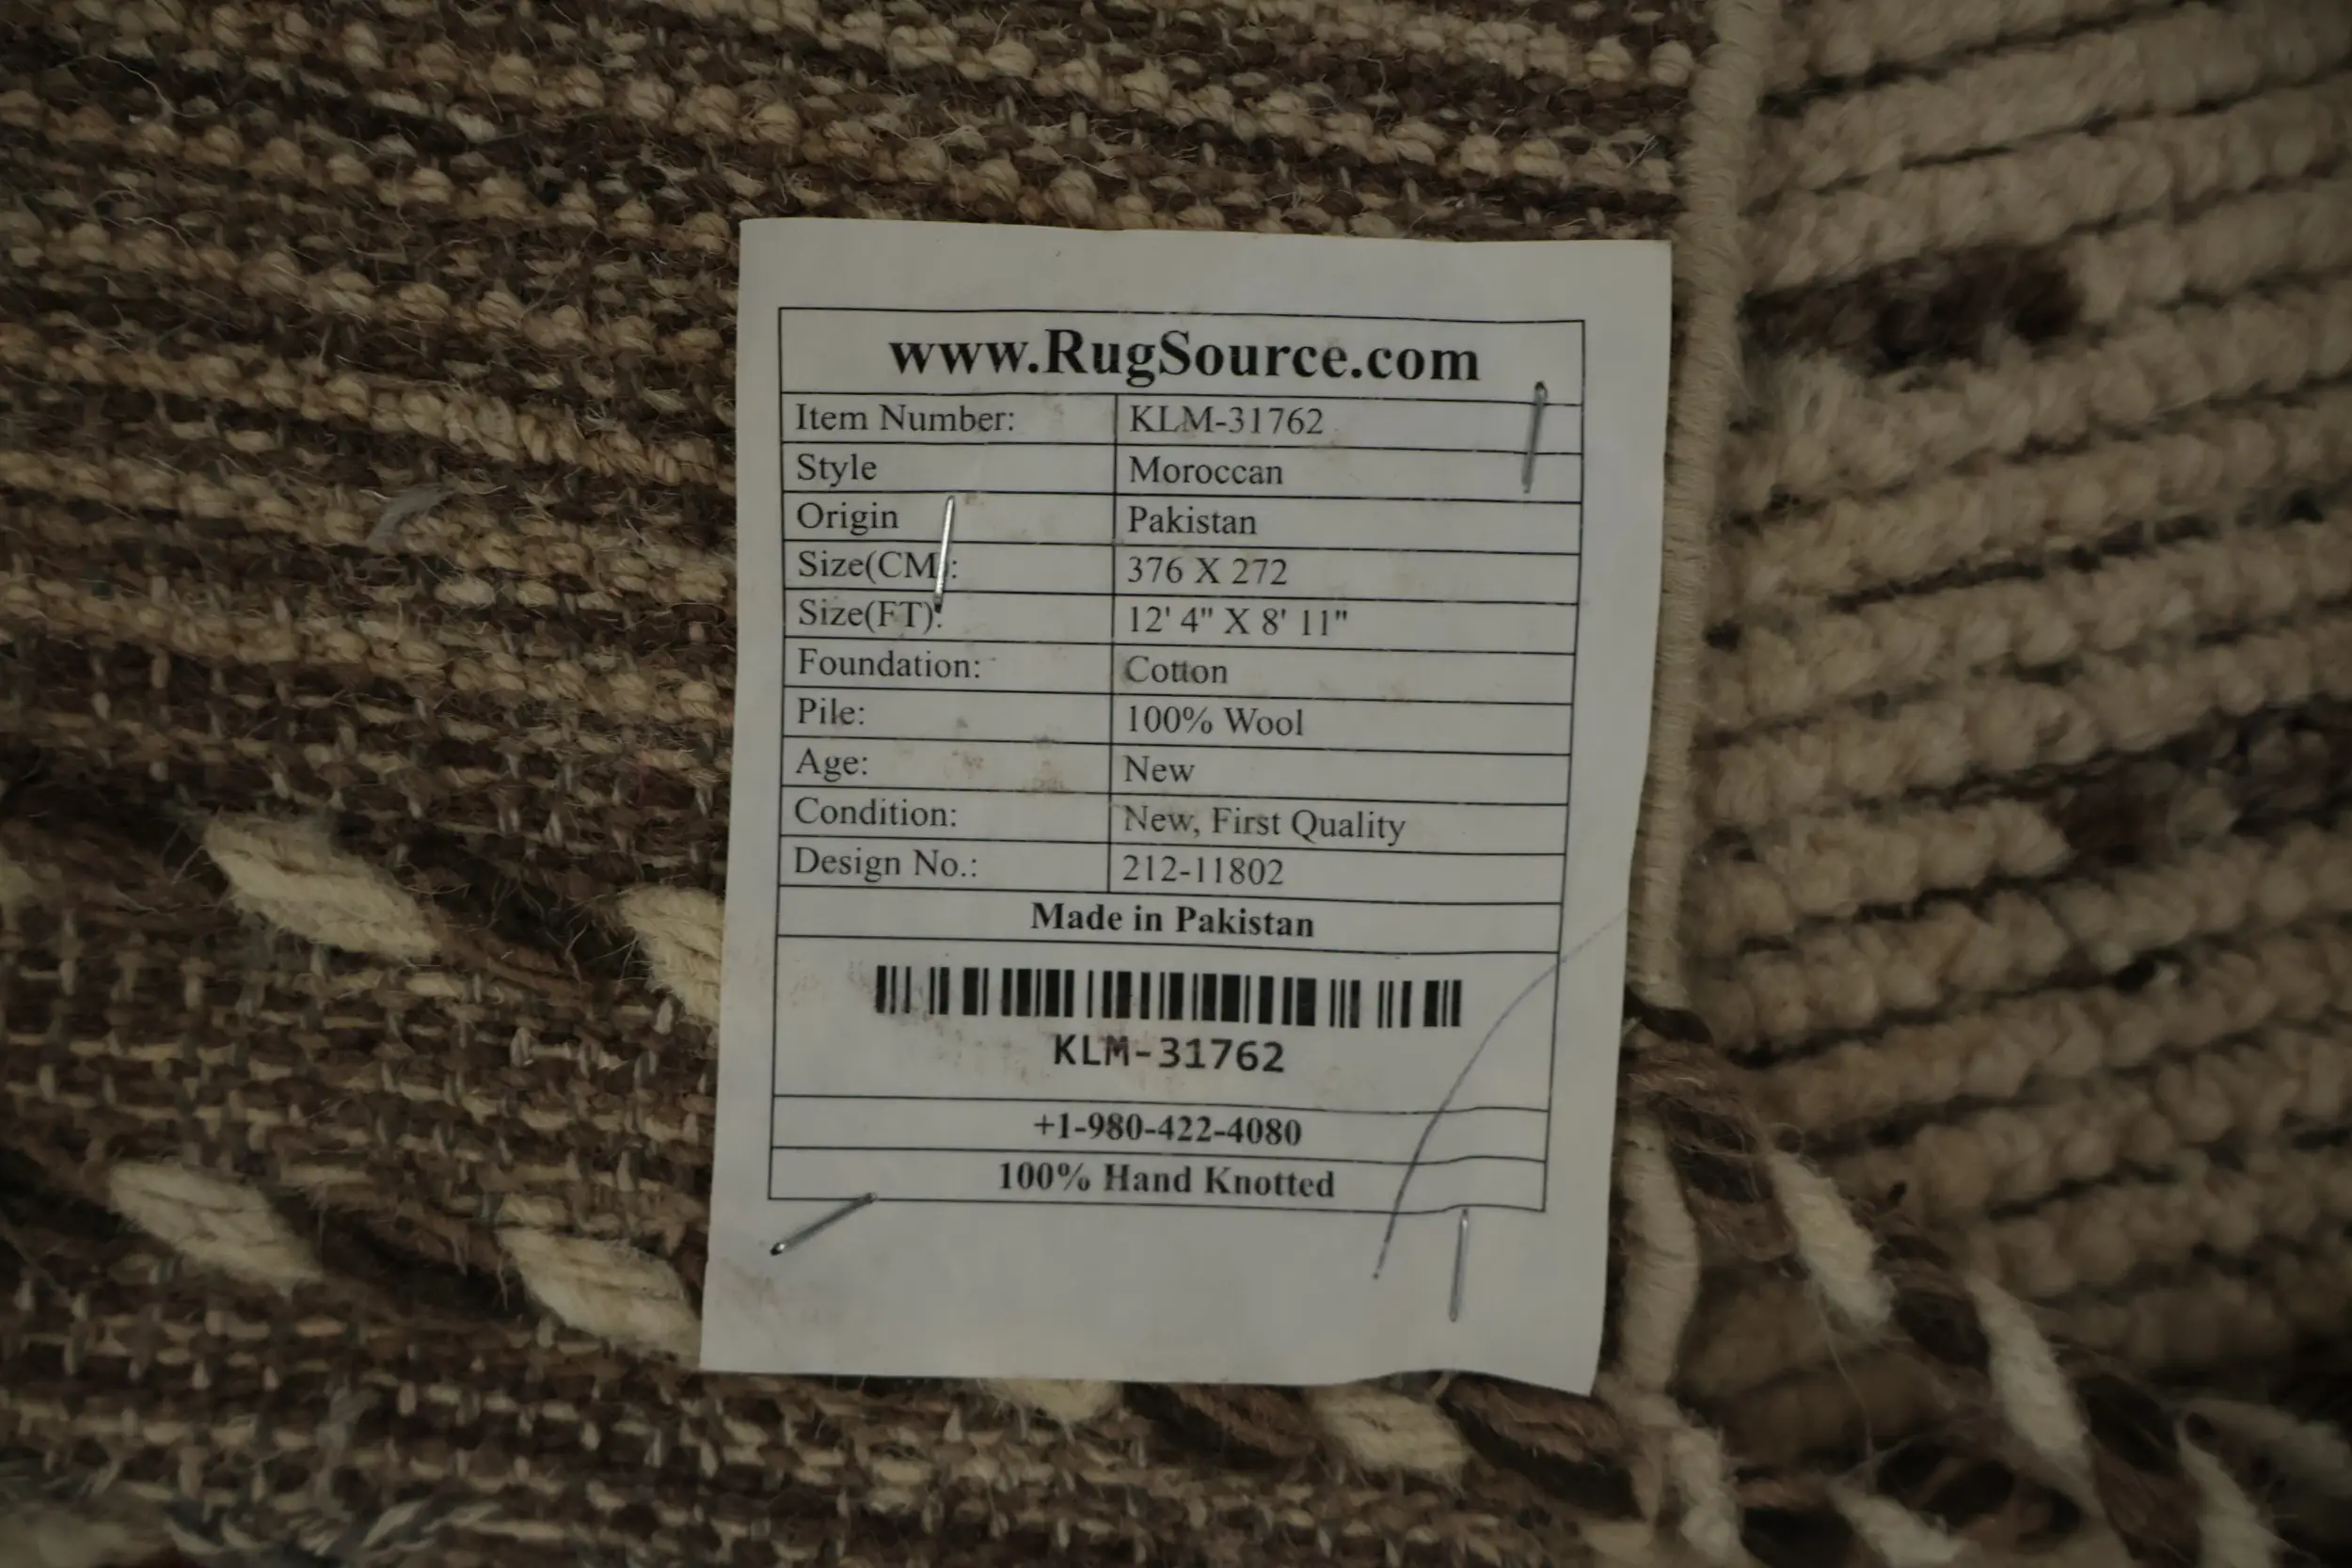 www.RugSource.com
Item Number: KLM-31762
Style Moroccan
Origin Pakistan
Size(CM): 376 X 272
Size(FT): 12' 4" X 8' 11"
Foundation: Cotton
Pile: 100% Wool
Age: New
Condition: New, First Quality
Design No.: 212-11802
Made in Pakistan
KLM-31762
+1-980-422-4080
100% Hand Knotted